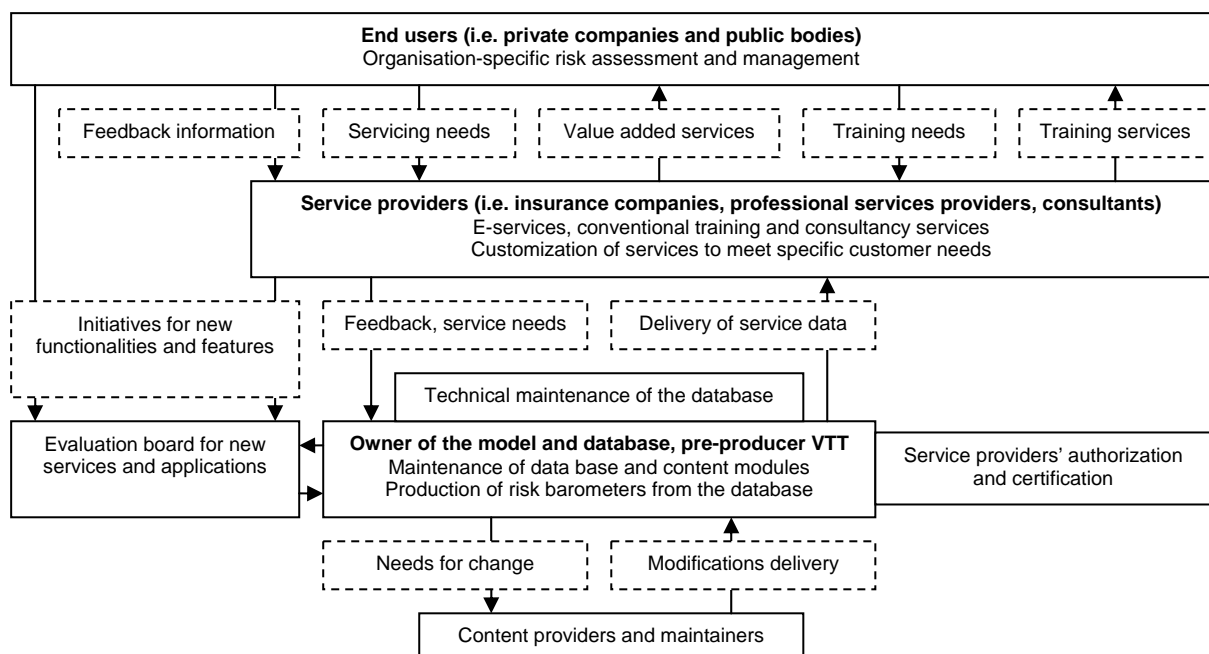 End users (i.e. private companies and public bodies)
Organisation-specific risk assessment and management
Feedback information
Servicing needs
Value added services
Training needs
Training services
Service providers (i.e. insurance companies, professional services providers, consultants)
E-services, conventional training and consultancy services
Customization of services to meet specific customer needs
Initiatives for new
functionalities and features
Feedback, service needs
Delivery of service data
Technical maintenance of the database
Evaluation board for new
services and applications
Owner of the model and database, pre-producer VTT
Maintenance of data base and content modules
Production of risk barometers from the database
Service providers’ authorization
and certification
Needs for change
Modifications delivery
Content providers and maintainers